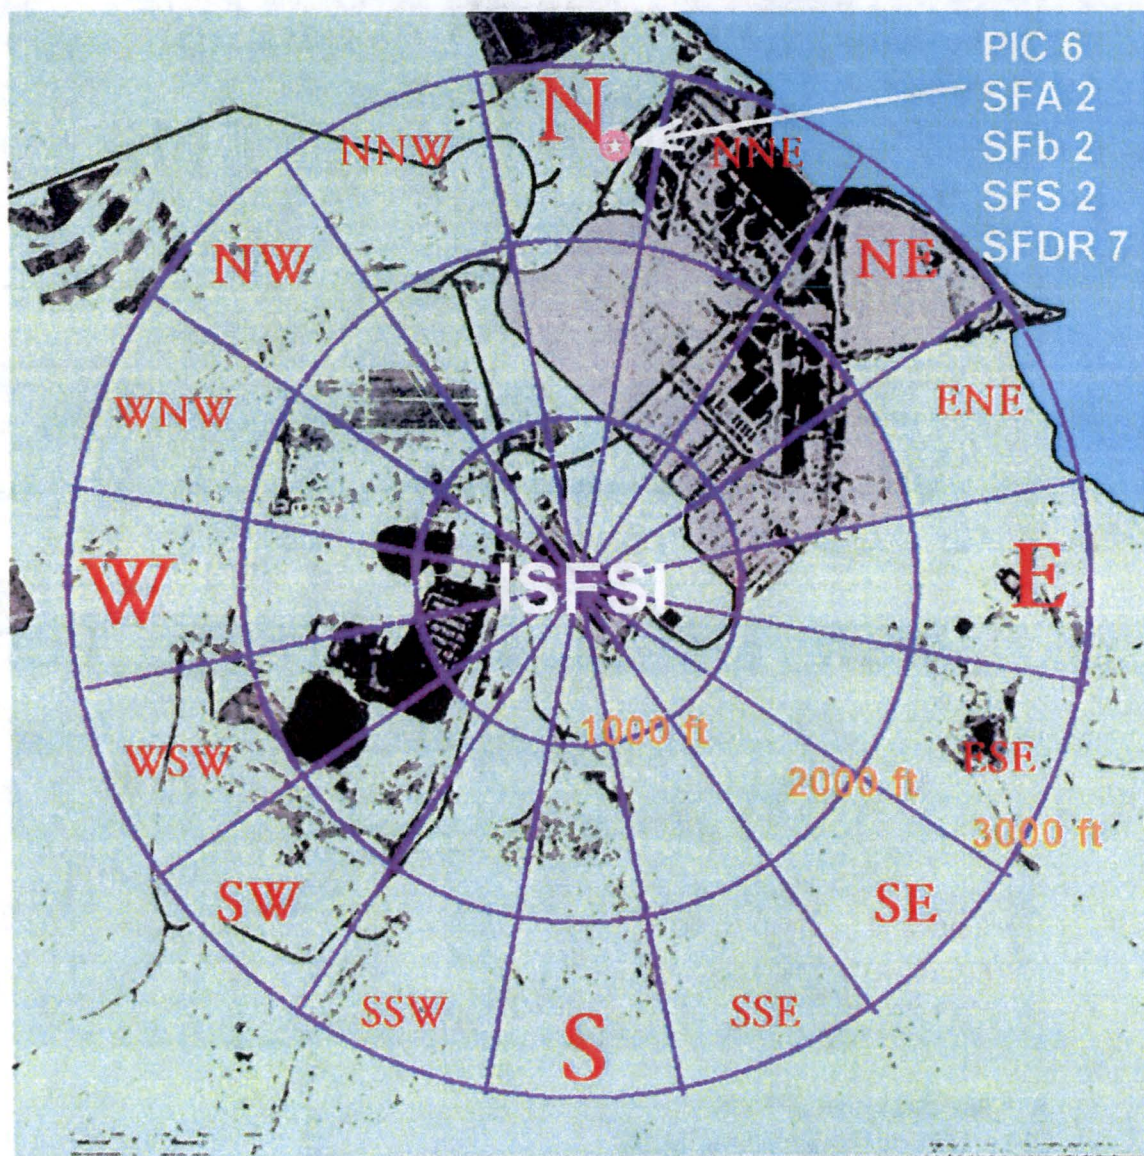 PIC 6
SFA 2
SFb 2
SFS 2
SFDR 7
N
NNW
NNE
NW
NE
WNW
ENE
W
ISFSI
E
1000 ft
WSW
ESE
2000 ft
3000 ft
SW
SE
SSW
SSE
S